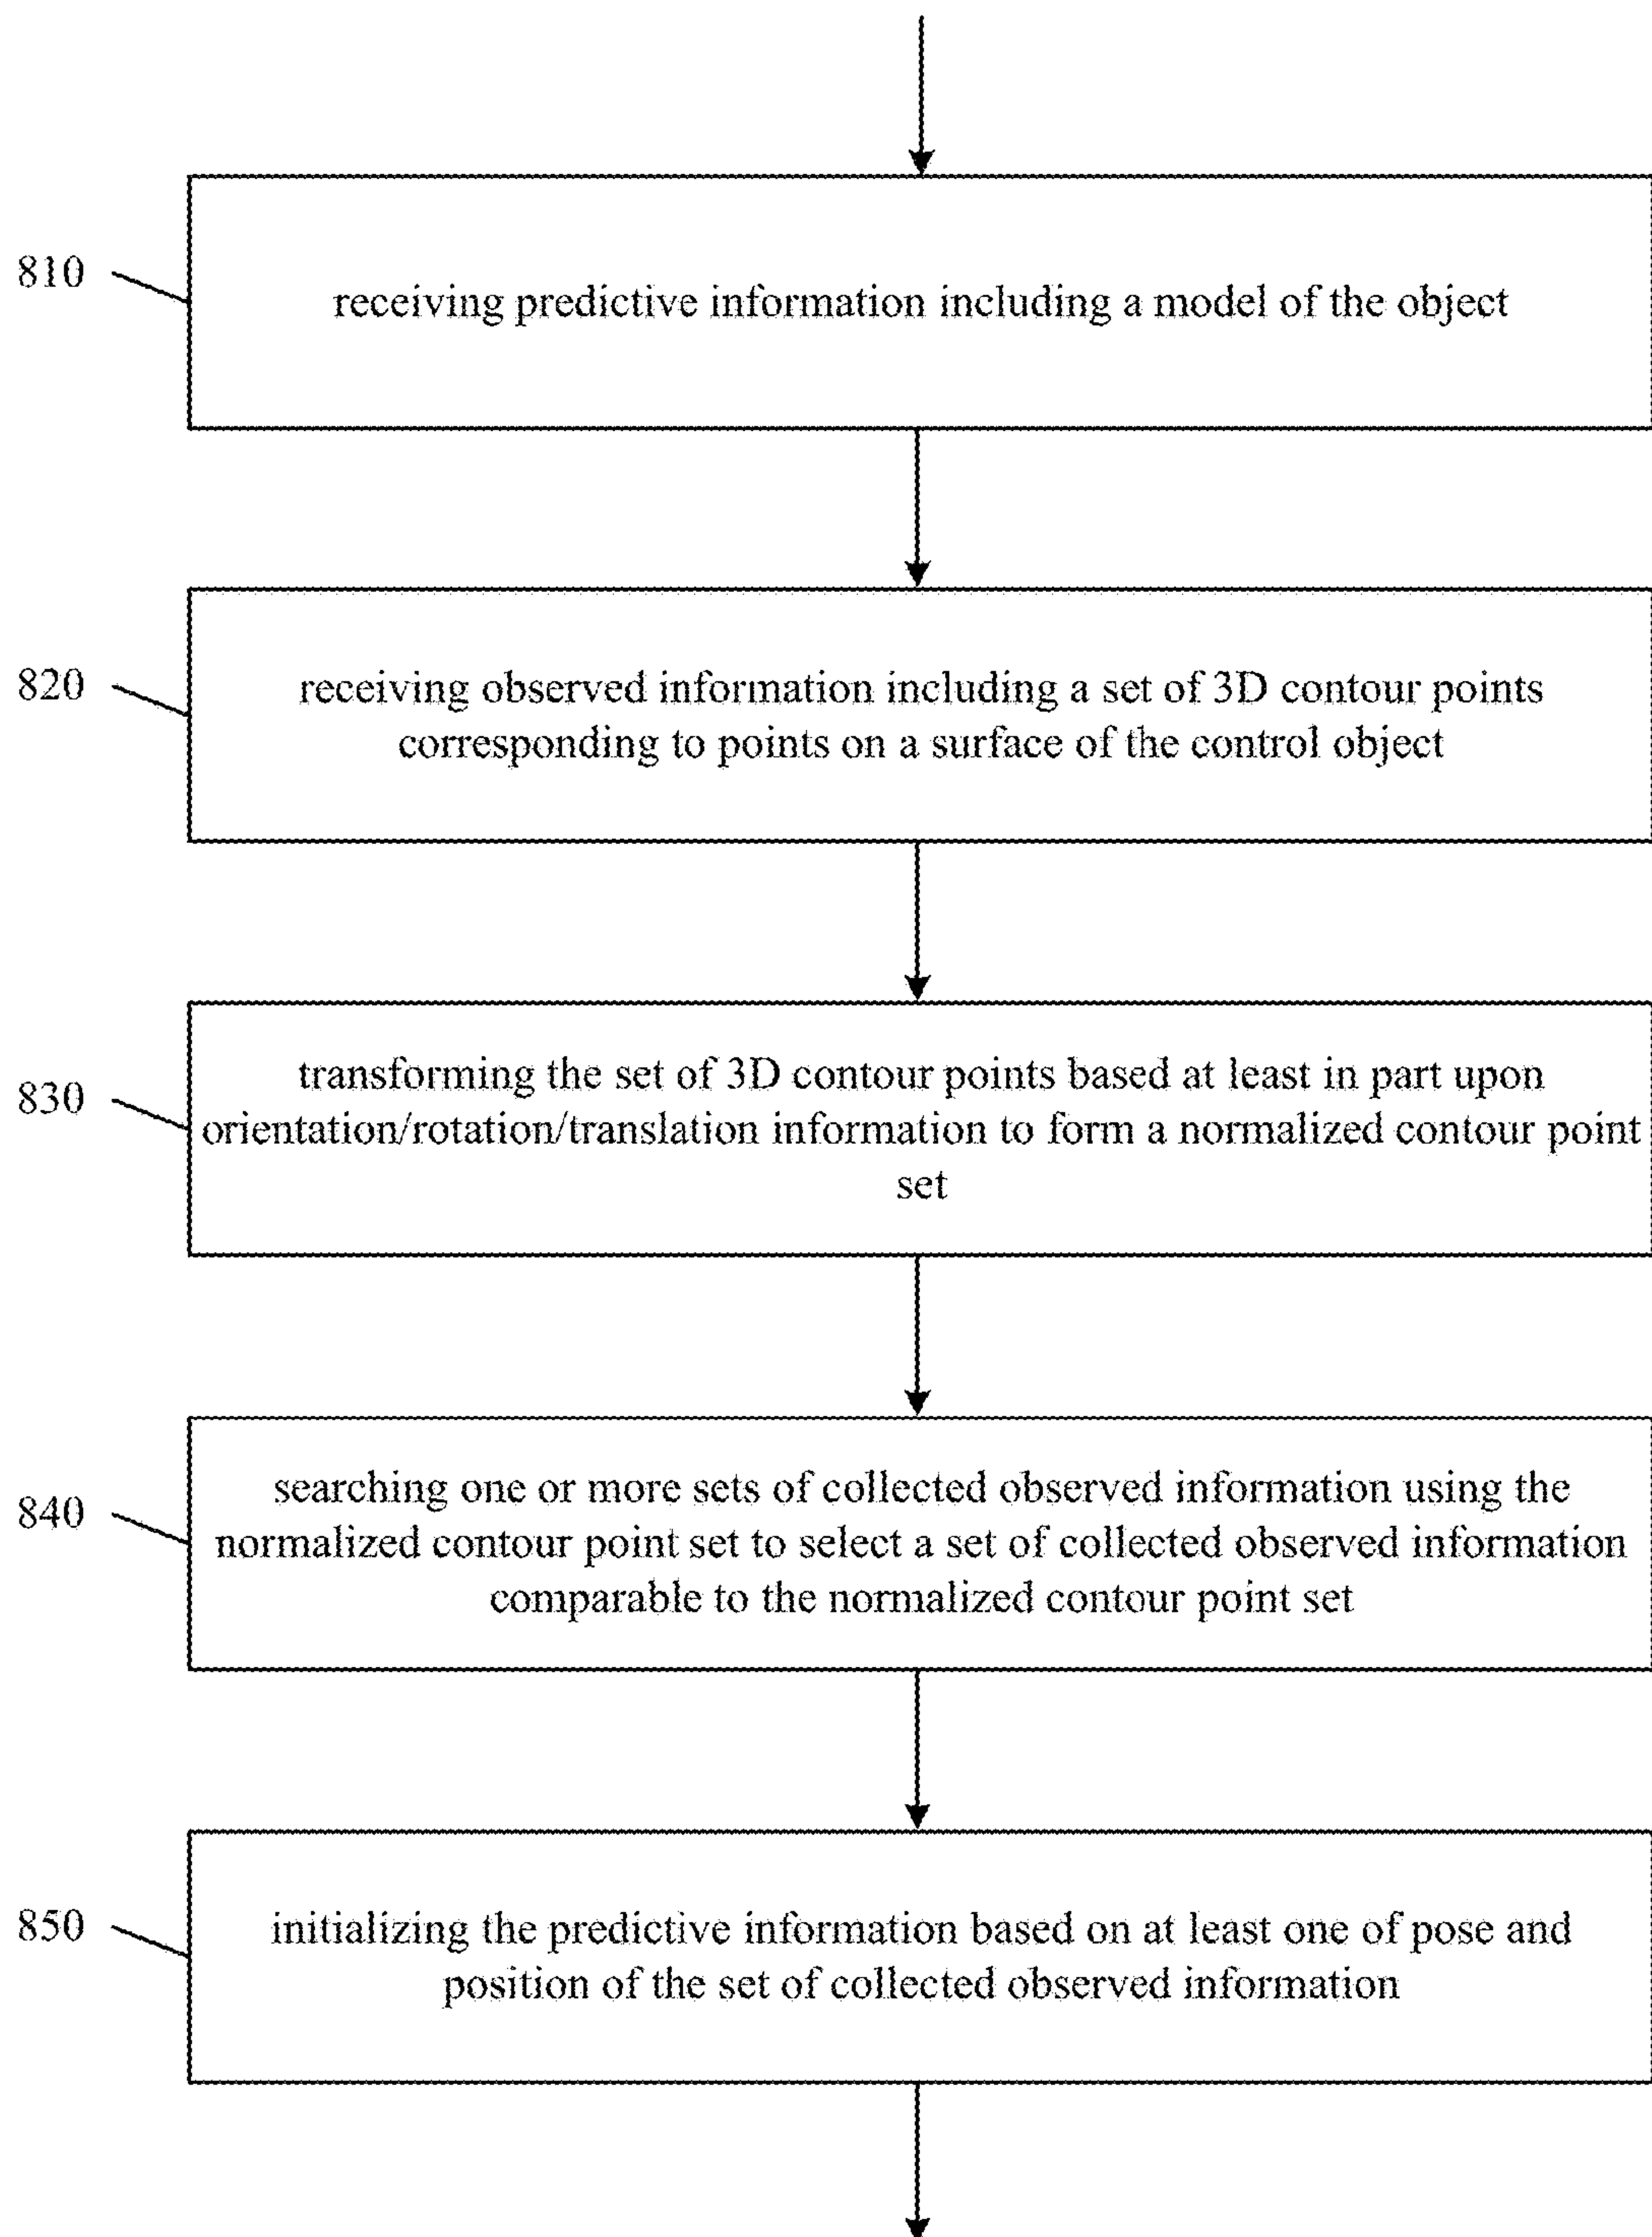 810
receiving predictive information including a model of the object
820
receiving observed information including a set of 3D contour points
corresponding to points on a surface of the control object
830
transforming the set of 3D contour points based at least in part upon
orientation/rotation/translation information to form a normalized contour point
set
840
searching one or more sets of collected observed information using the
normalized contour point set to select a set of collected observed information
comparable to the normalized contour point set
850
initializing the predictive information based on at least one of pose and
position of the set of collected observed information